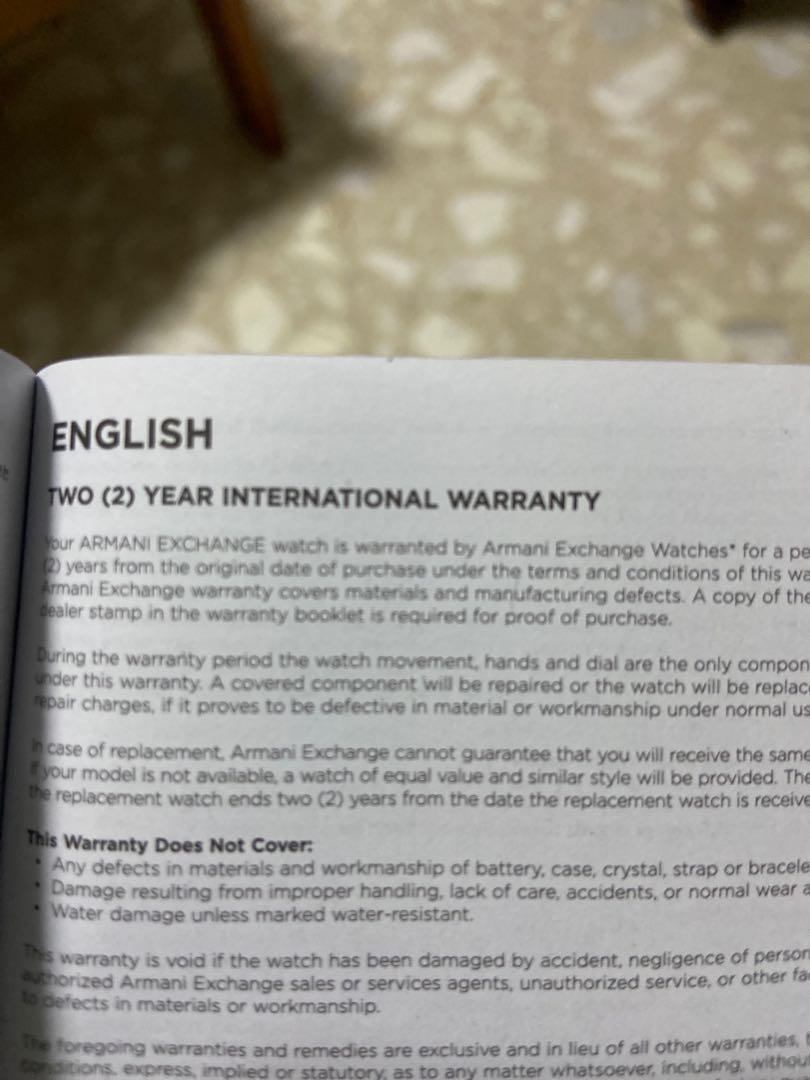 ENGLISH
TWO (2) YEAR INTERNATIONAL WARRANTY
Your ARMANI EXCHANGE watch is warranted by Armani Exchange Watches* for a pe
(2) years from the original date of purchase under the terms and conditions of this wa
Armani Exchange warranty covers materials and manufacturing defects. A copy of the
dealer stamp in the warranty booklet is required for proof of purchase.
During the warranty period the watch movement, hands and dial are the only compon
under this warranty. A covered component will be repaired or the watch will be replac
repair charges, if it proves to be defective in material or workmanship under normal us
In case of replacement, Armani Exchange cannot guarantee that you will receive the same
If your model is not available, a watch of equal value and similar style will be provided. The
the replacement watch ends two (2) years from the date the replacement watch is receive
This Warranty Does Not Cover:
• Any defects in materials and workmanship of battery, case, crystal, strap or bracele
• Damage resulting from improper handling, lack of care, accidents, or normal wear a
• Water damage unless marked water-resistant.
This warranty is void if the watch has been damaged by accident, negligence of person
authorized Armani Exchange sales or services agents, unauthorized service, or other fa
to defects in materials or workmanship.
The foregoing warranties and remedies are exclusive and in lieu of all other warranties,
conditions, express, implied or statutory, as to any matter whatsoever, including, withou